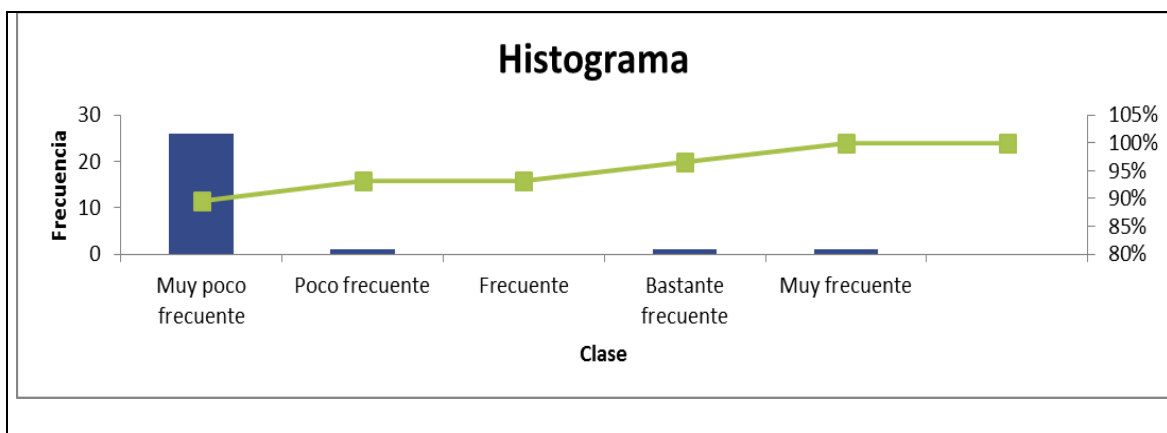 Histograma
Frecuencia
30
20
10
0
105%
100%
95%
90%
85%
80%
Muy poco
frecuente
Poco frecuente
Frecuente
Bastante
frecuente
Muy frecuente
Clase